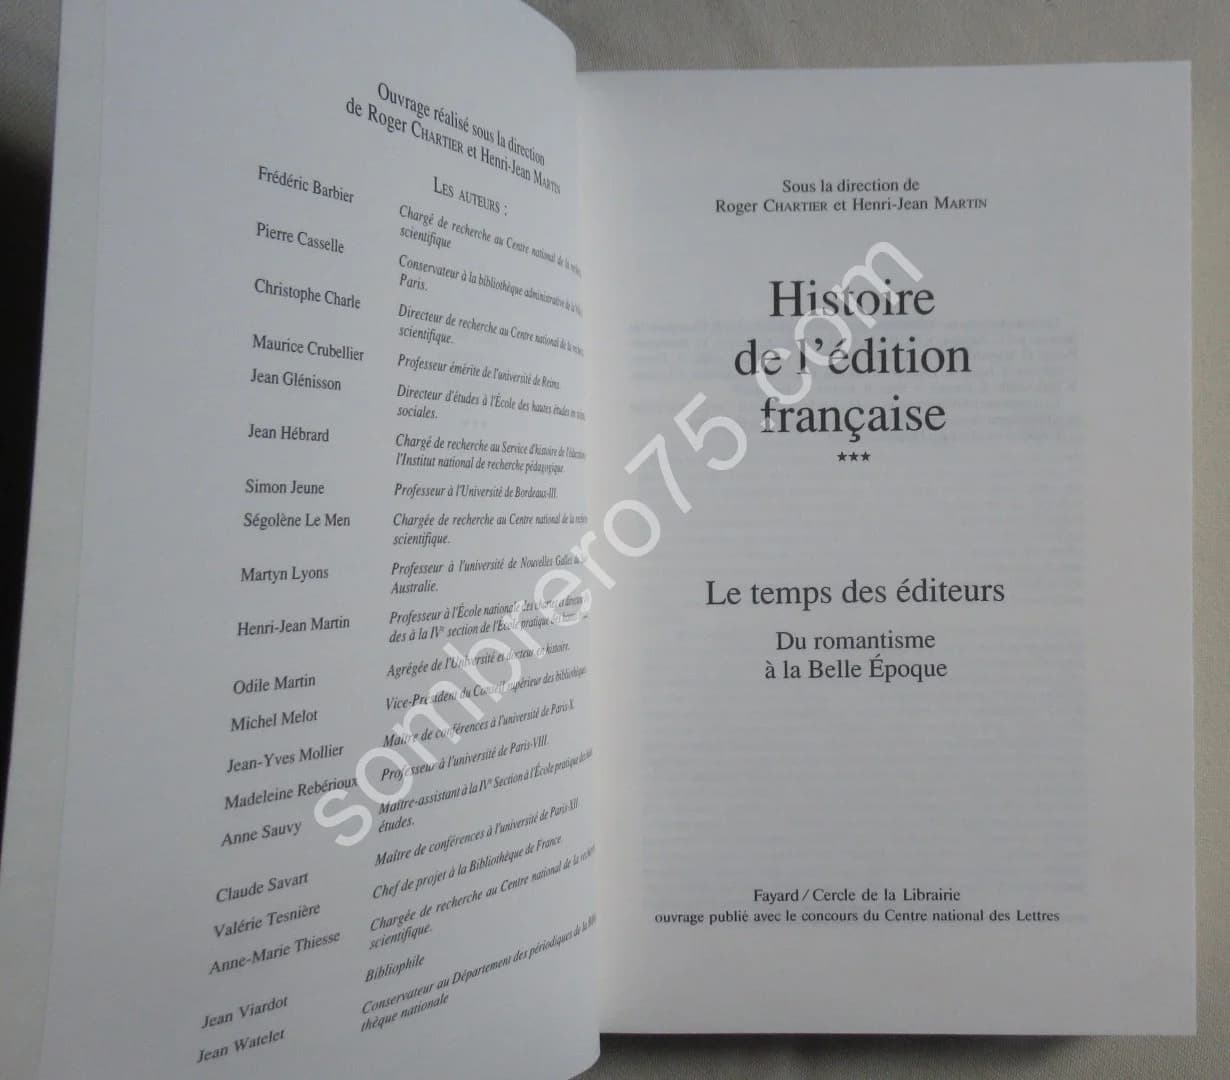 Ouvrage réalisé sous la direction
de Roger CHARTIER et Henri-Jean MARTIN
LES AUTEURS :
Frédéric Barbier Chargé de recherche au Centre national de la
scientifique
Pierre Casselle Conservateur à la bibliothèque administrative de la
Paris.
Christophe Charle Directeur de recherche au Centre national de la
scientifique.
Maurice Crubellier Professeur émérite de l'université de Reims
Jean Glénisson Directeur d'études à l'École des hautes études en
sociales.
Jean Hébrard Chargé de recherche au Service d'histoire de
l'Institut national de recherche pédagogique.
Simon Jeune Professeur à l'Université de Bordeaux-III.
Ségolène Le Men Chargée de recherche au Centre national de la
scientifique.
Martyn Lyons Professeur à l'université de Nouvelles Galles
Australie.
Henri-Jean Martin Professeur à l'École nationale des chartes et
des à la IVe section de l'École pratique des
Odile Martin Agrégée de l'Université et docteur en histoire.
Michel Melot Vice-Président du Conseil supérieur des bibliothèques.
Jean-Yves Mollier Maître de conférences à l'université de Paris-X.
Madeleine Rebérioux Professeur à l'université de Paris-VIII.
Anne Sauvy Maître-assistant à la IVe Section à l'École pratique des
études.
Claude Savart Maître de conférences à l'université de Paris-XII
Valérie Tesnière Chef de projet à la Bibliothèque de France.
Anne-Marie Thiesse Chargée de recherche au Centre national de la
scientifique.
Jean Viardot Bibliophile
Jean Watelet Conservateur au Département des périodiques de la
thèque nationale
Sous la direction de
Roger CHARTIER et Henri-Jean MARTIN
Histoire
de l'édition
française
★★★
Le temps des éditeurs
Du romantisme
à la Belle Époque
Fayard / Cercle de la Librairie
ouvrage publié avec le concours du Centre national des Lettres
sombrero75.com